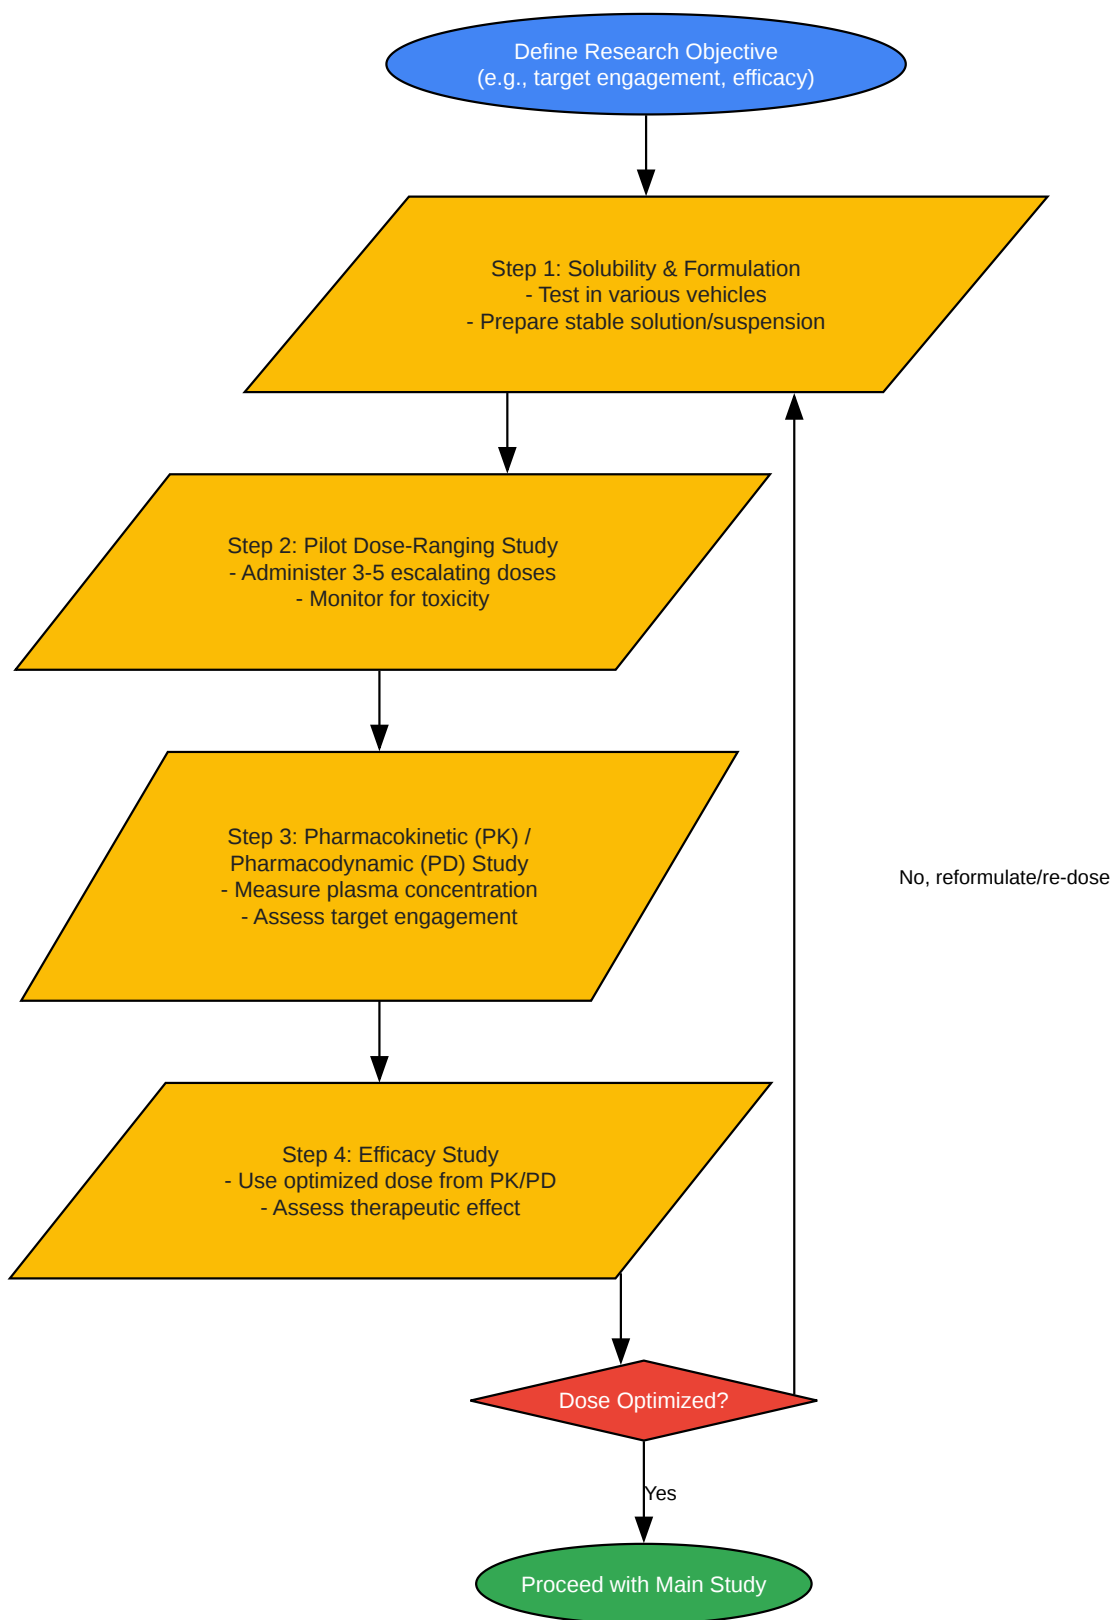 Define Research Objective
(e.g., target engagement, efficacy)
Step 1: Solubility & Formulation
- Test in various vehicles
- Prepare stable solution/suspension
Step 2: Pilot Dose-Ranging Study
- Administer 3-5 escalating doses
- Monitor for toxicity
Step 3: Pharmacokinetic (PK) /
Pharmacodynamic (PD) Study
- Measure plasma concentration
- Assess target engagement
No, reformulate/re-dose
Step 4: Efficacy Study
- Use optimized dose from PK/PD
- Assess therapeutic effect
Dose Optimized?
Yes
Proceed with Main Study